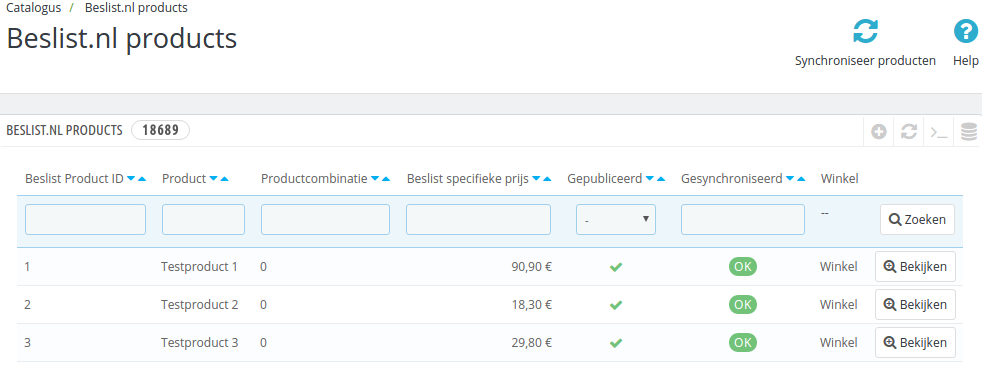 Catalogus / Beslist.nl products
Beslist.nl products
Synchroniseer producten Help
BESLIST.NL PRODUCTS 18689
Beslist Product ID Product Productcombinatie Beslist specifieke prijs Gepubliceerd Gesynchroniseerd Winkel
- -- Zoeken
1 Testproduct 1 0 90,90 € OK Winkel Bekijken
2 Testproduct 2 0 18,30 € OK Winkel Bekijken
3 Testproduct 3 0 29,80 € OK Winkel Bekijken